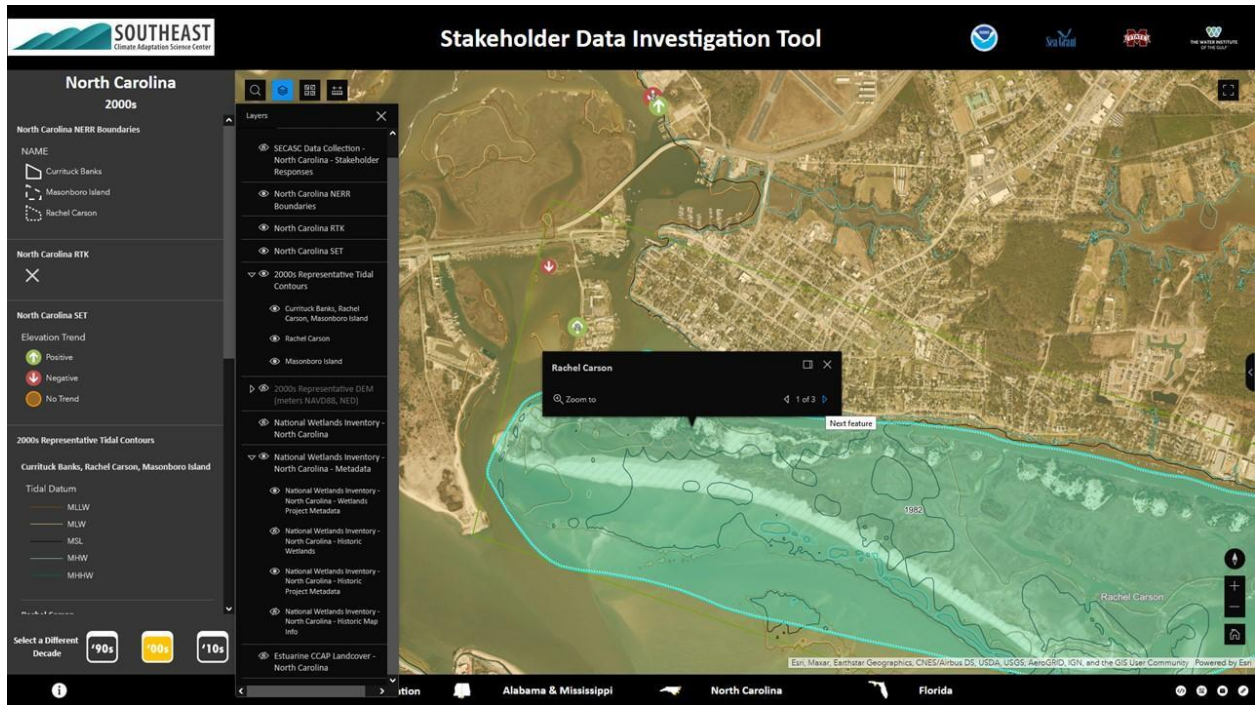 SOUTHEAST
Climate Adaptation Science Center
Stakeholder Data Investigation Tool
Sea Grant
STATE
THE WATER INSTITUTE
OF THE GULF
North Carolina
2000s
North Carolina NERR Boundaries
NAME
Currituck Banks
Masonboro Island
Rachel Carson
North Carolina RTK
North Carolina SET
Elevation Trend
Positive
Negative
No Trend
2000s Representative Tidal Contours
Currituck Banks, Rachel Carson, Masonboro Island
Tidal Datum
MLLW
MLW
MSL
MHW
MHHW
Rachel Carson
Select a Different
Decade
'90s
'00s
'10s
Layers
SECASC Data Collection -
North Carolina - Stakeholder
Responses
North Carolina NERR
Boundaries
North Carolina RTK
North Carolina SET
2000s Representative Tidal
Contours
Currituck Banks, Rachel
Carson, Masonboro Island
Rachel Carson
Masonboro Island
2000s Representative DEM
(meters NAVD88, NED)
National Wetlands Inventory -
North Carolina
National Wetlands Inventory -
North Carolina - Metadata
National Wetlands Inventory -
North Carolina - Wetlands
Project Metadata
National Wetlands Inventory -
North Carolina - Historic
Wetlands
National Wetlands Inventory -
North Carolina - Historic
Project Metadata
National Wetlands Inventory -
North Carolina - Historic Map
Info
Estuarine CCAP Landcover -
North Carolina
Rachel Carson
Zoom to
1 of 3
Next feature
1982
Rachel Carson
Esri, Maxar, Earthstar Geographics, CNES/Airbus DS, USDA, USGS, AeroGRID, IGN, and the GIS User Community
Powered by Esri
Alabama & Mississippi
North Carolina
Florida